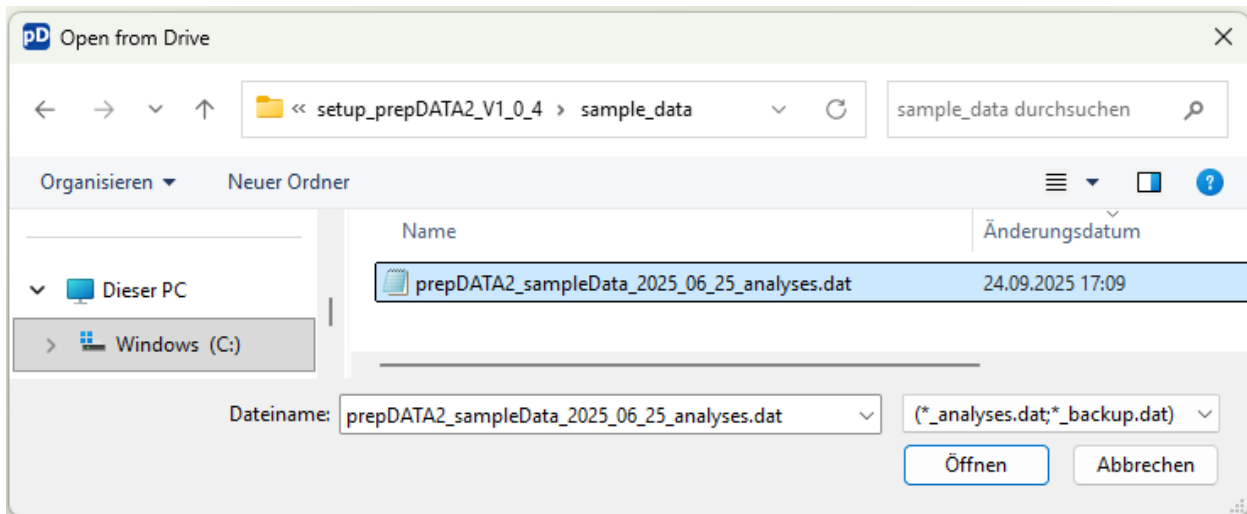 pD Open from Drive
« setup_prepDATA2_V1_0_4 > sample_data
sample_data durchsuchen
Organisieren Neuer Ordner
?
Name Änderungsdatum
prepDATA2_sampleData_2025_06_25_analyses.dat 24.09.2025 17:09
Dieser PC
Windows (C:)
Dateiname: prepDATA2_sampleData_2025_06_25_analyses.dat (*_analyses.dat;*_backup.dat)
Öffnen Abbrechen